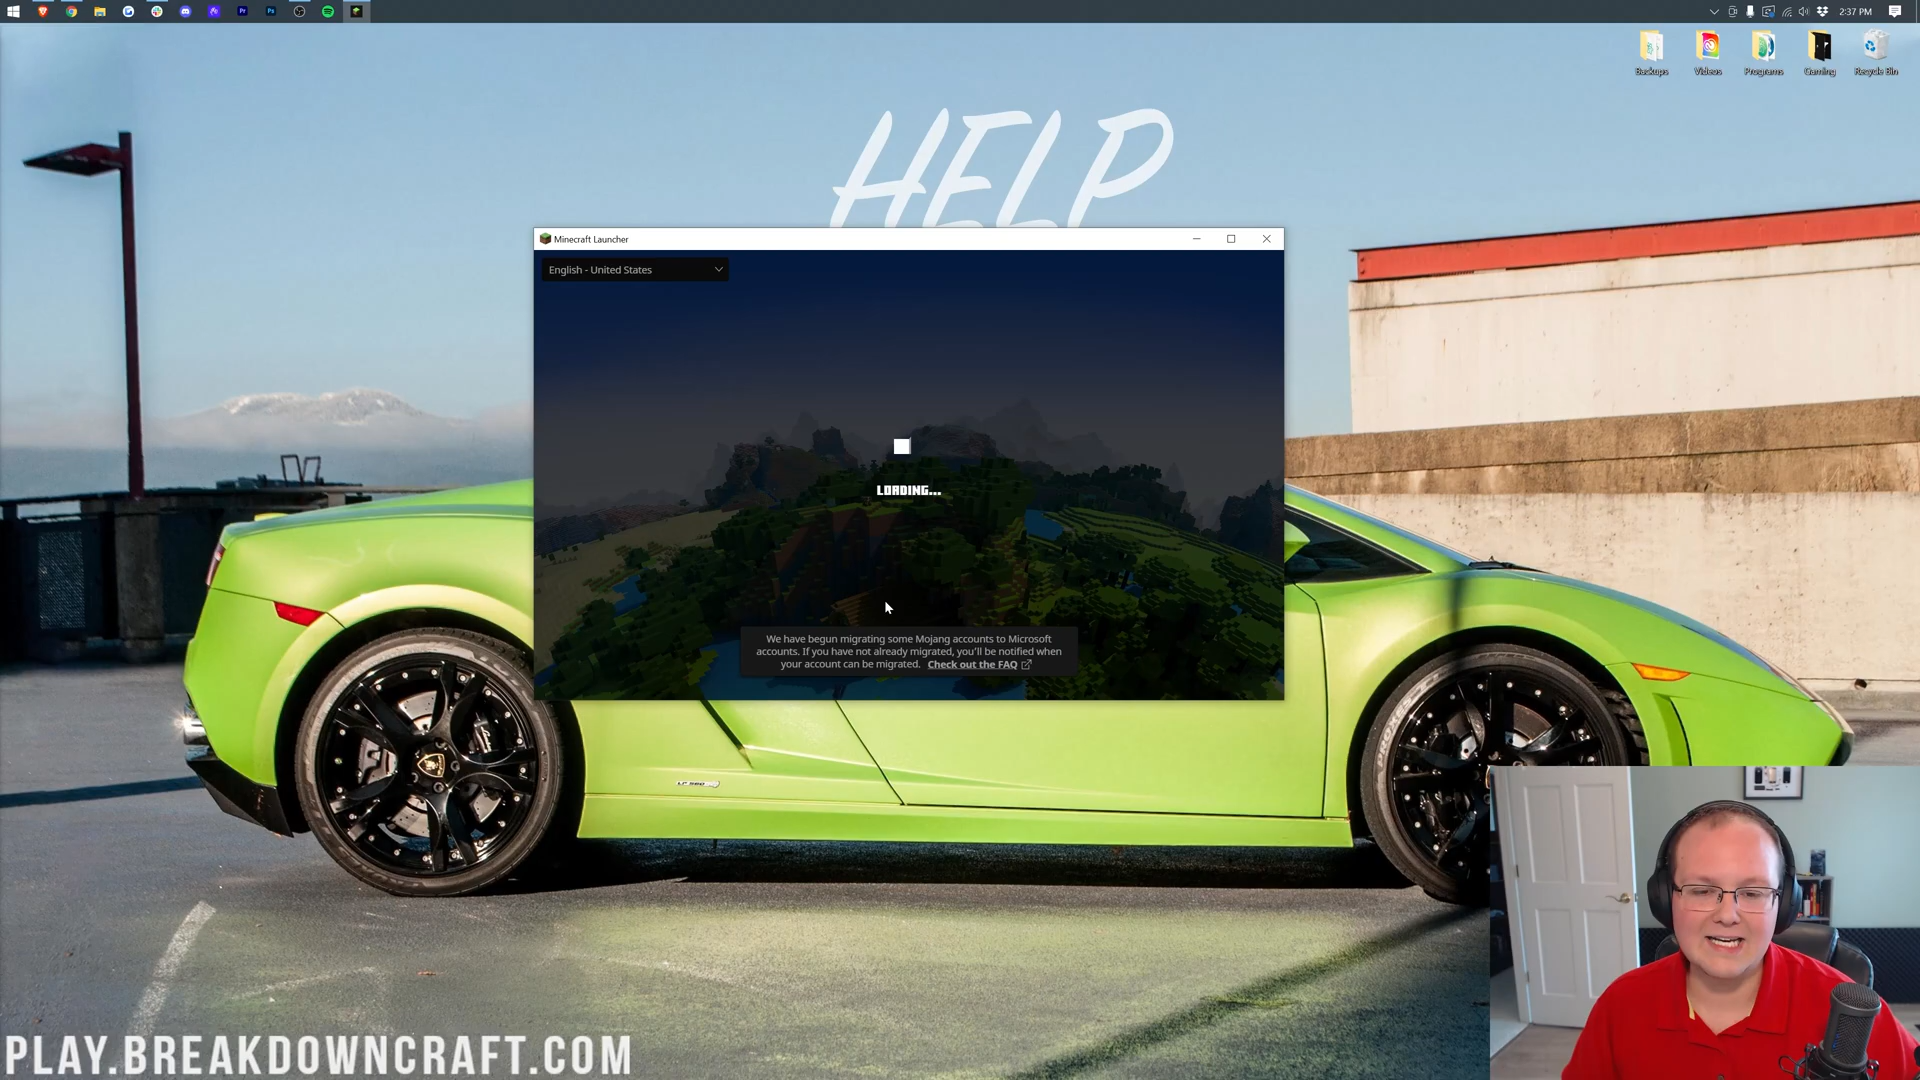 2:37 PM
Backups
Videos
Programs
Gaming
Recycle Bin
HELP
Minecraft Launcher
English - United States
LOADING...
We have begun migrating some Mojang accounts to Microsoft
accounts. If you have not already migrated, you'll be notified when
your account can be migrated. Check out the FAQ
PLAY.BREAKDOWNCRAFT.COM